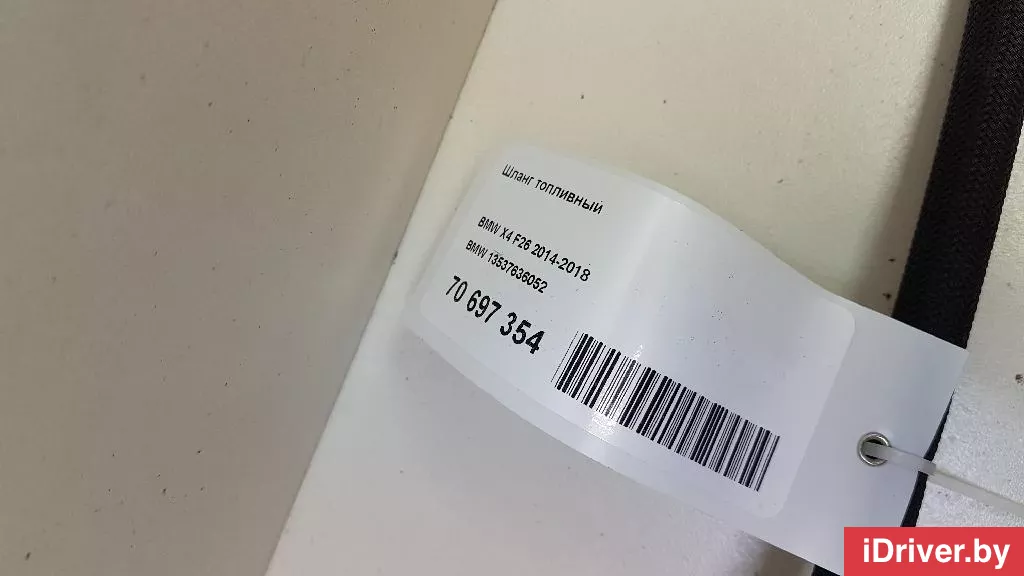 Шланг топливный
BMW X4 F26 2014-2018
BMW 13537636052
70 697 354
iDriver.by